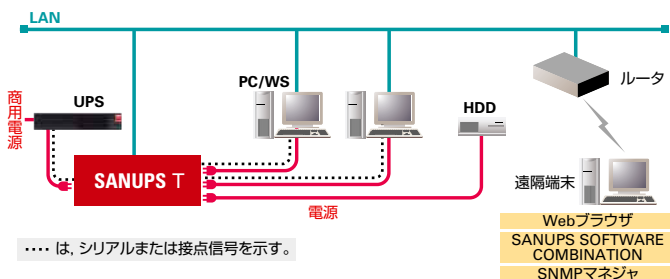 LAN
商用電源
UPS
PC/WS
HDD
ルータ
SANUPS T
電源
遠隔端末
Webブラウザ
SANUPS SOFTWARE
COMBINATION
SNMPマネジャ
‥‥ は, シリアルまたは接点信号を示す。